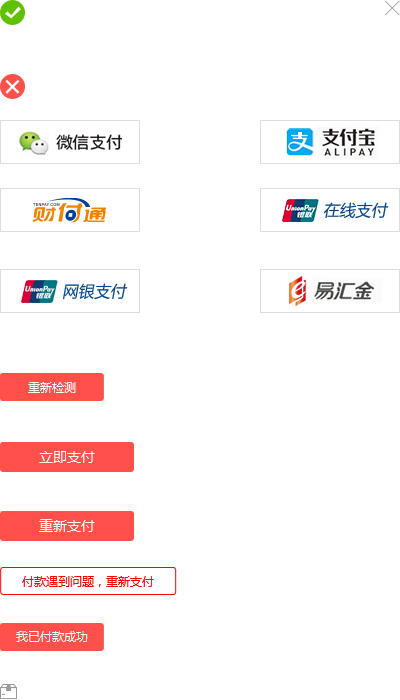 微信支付
支付宝
ALIPAY
TENPAY.COM
财付通
UnionPay
银联
在线支付
UnionPay
银联
网银支付
易汇金
重新检测
立即支付
重新支付
付款遇到问题，重新支付
我已付款成功